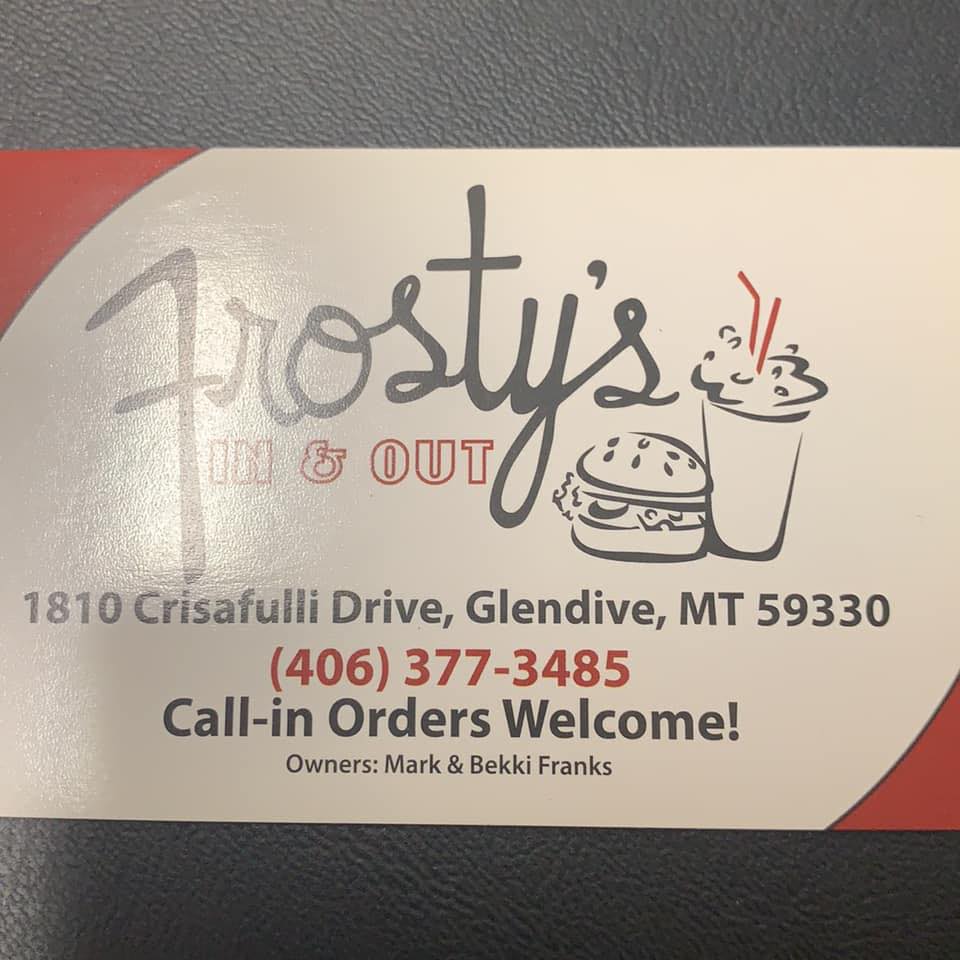 Frosty's
IN & OUT
1810 Crisafulli Drive, Glendive, MT 59330
(406) 377-3485
Call-in Orders Welcome!
Owners: Mark & Bekki Franks